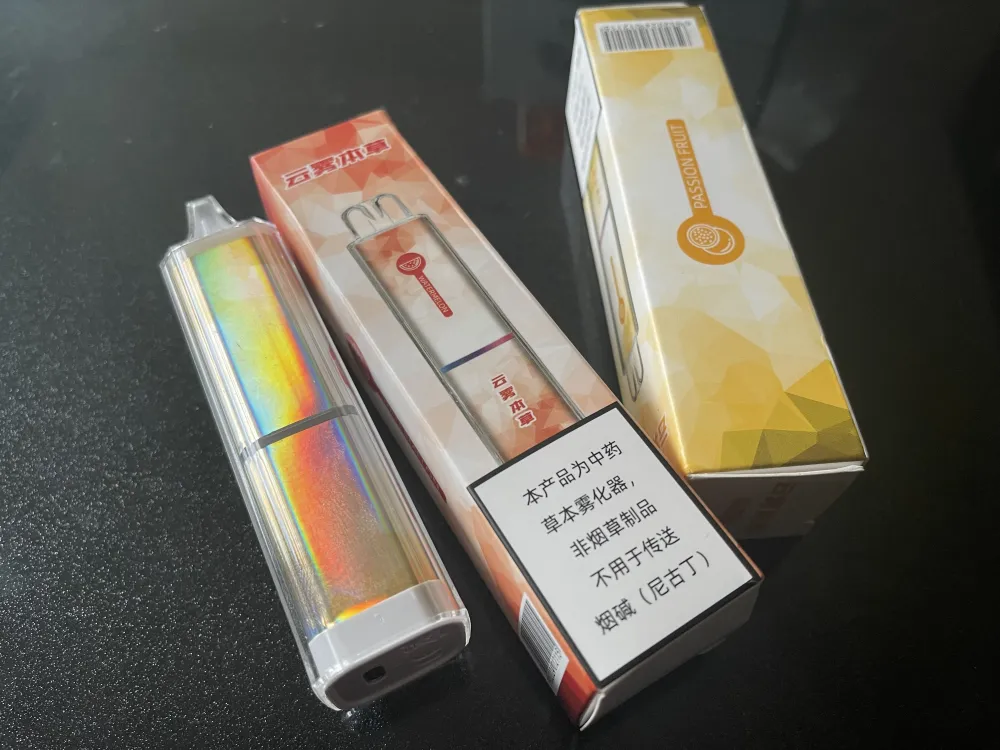 云雾本草
WATERMELON
云雾本草
本产品为中药
草本雾化器，
非烟草制品
不用于传送
烟碱（尼古丁）
PASSION FRUIT